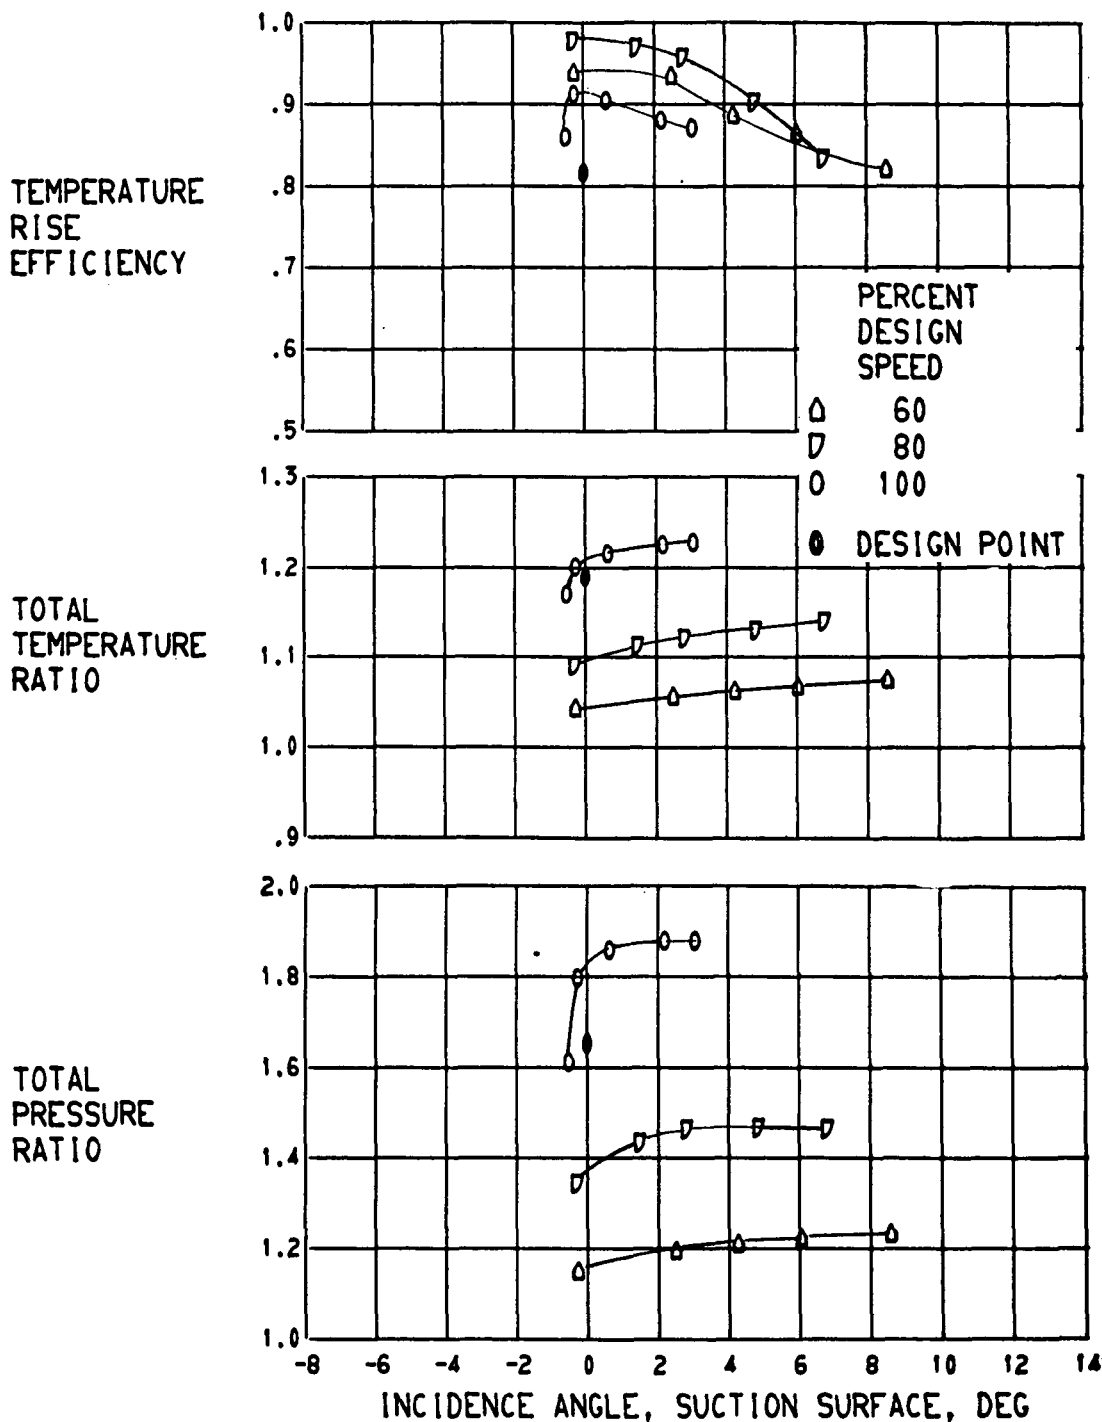 1.0
.9
.8
.7
.6
.5
TEMPERATURE
RISE
EFFICIENCY
PERCENT
DESIGN
SPEED
60
80
100
DESIGN POINT
1.3
1.2
1.1
1.0
.9
TOTAL
TEMPERATURE
RATIO
2.0
1.8
1.6
1.4
1.2
1.0
TOTAL
PRESSURE
RATIO
-8 -6 -4 -2 0 2 4 6 8 10 12 14
INCIDENCE ANGLE, SUCTION SURFACE, DEG